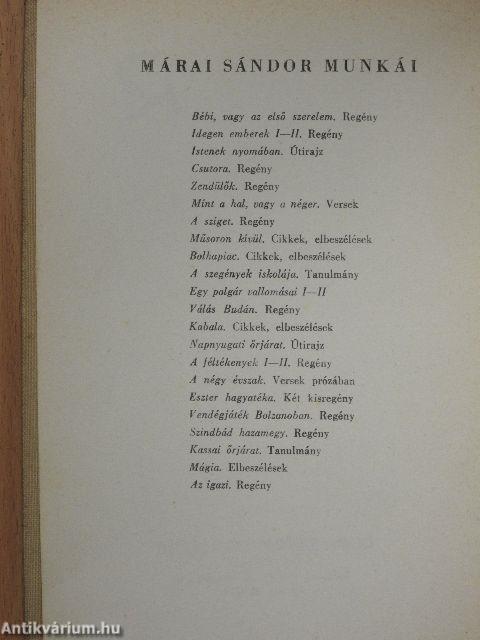 MÁRAI SÁNDOR MUNKÁI
Bébi, vagy az első szerelem. Regény
Idegen emberek I—II. Regény
Istenek nyomában. Útirajz
Csutora. Regény
Zendülők. Regény
Mint a hal, vagy a néger. Versek
A sziget. Regény
Műsoron kívül. Cikkek, elbeszélések
Bolhapiac. Cikkek, elbeszélések
A szegények iskolája. Tanulmány
Egy polgár vallomásai I—II
Válás Budán. Regény
Kabala. Cikkek, elbeszélések
Napnyugati őrjárat. Útirajz
A féltékenyek I—II. Regény
A négy évszak. Versek prózában
Eszter hagyatéka. Két kisregény
Vendégjáték Bolzanoban. Regény
Szindbád hazamegy. Regény
Kassai őrjárat. Tanulmány
Mágia. Elbeszélések
Az igazi. Regény
Antikvárium.hu